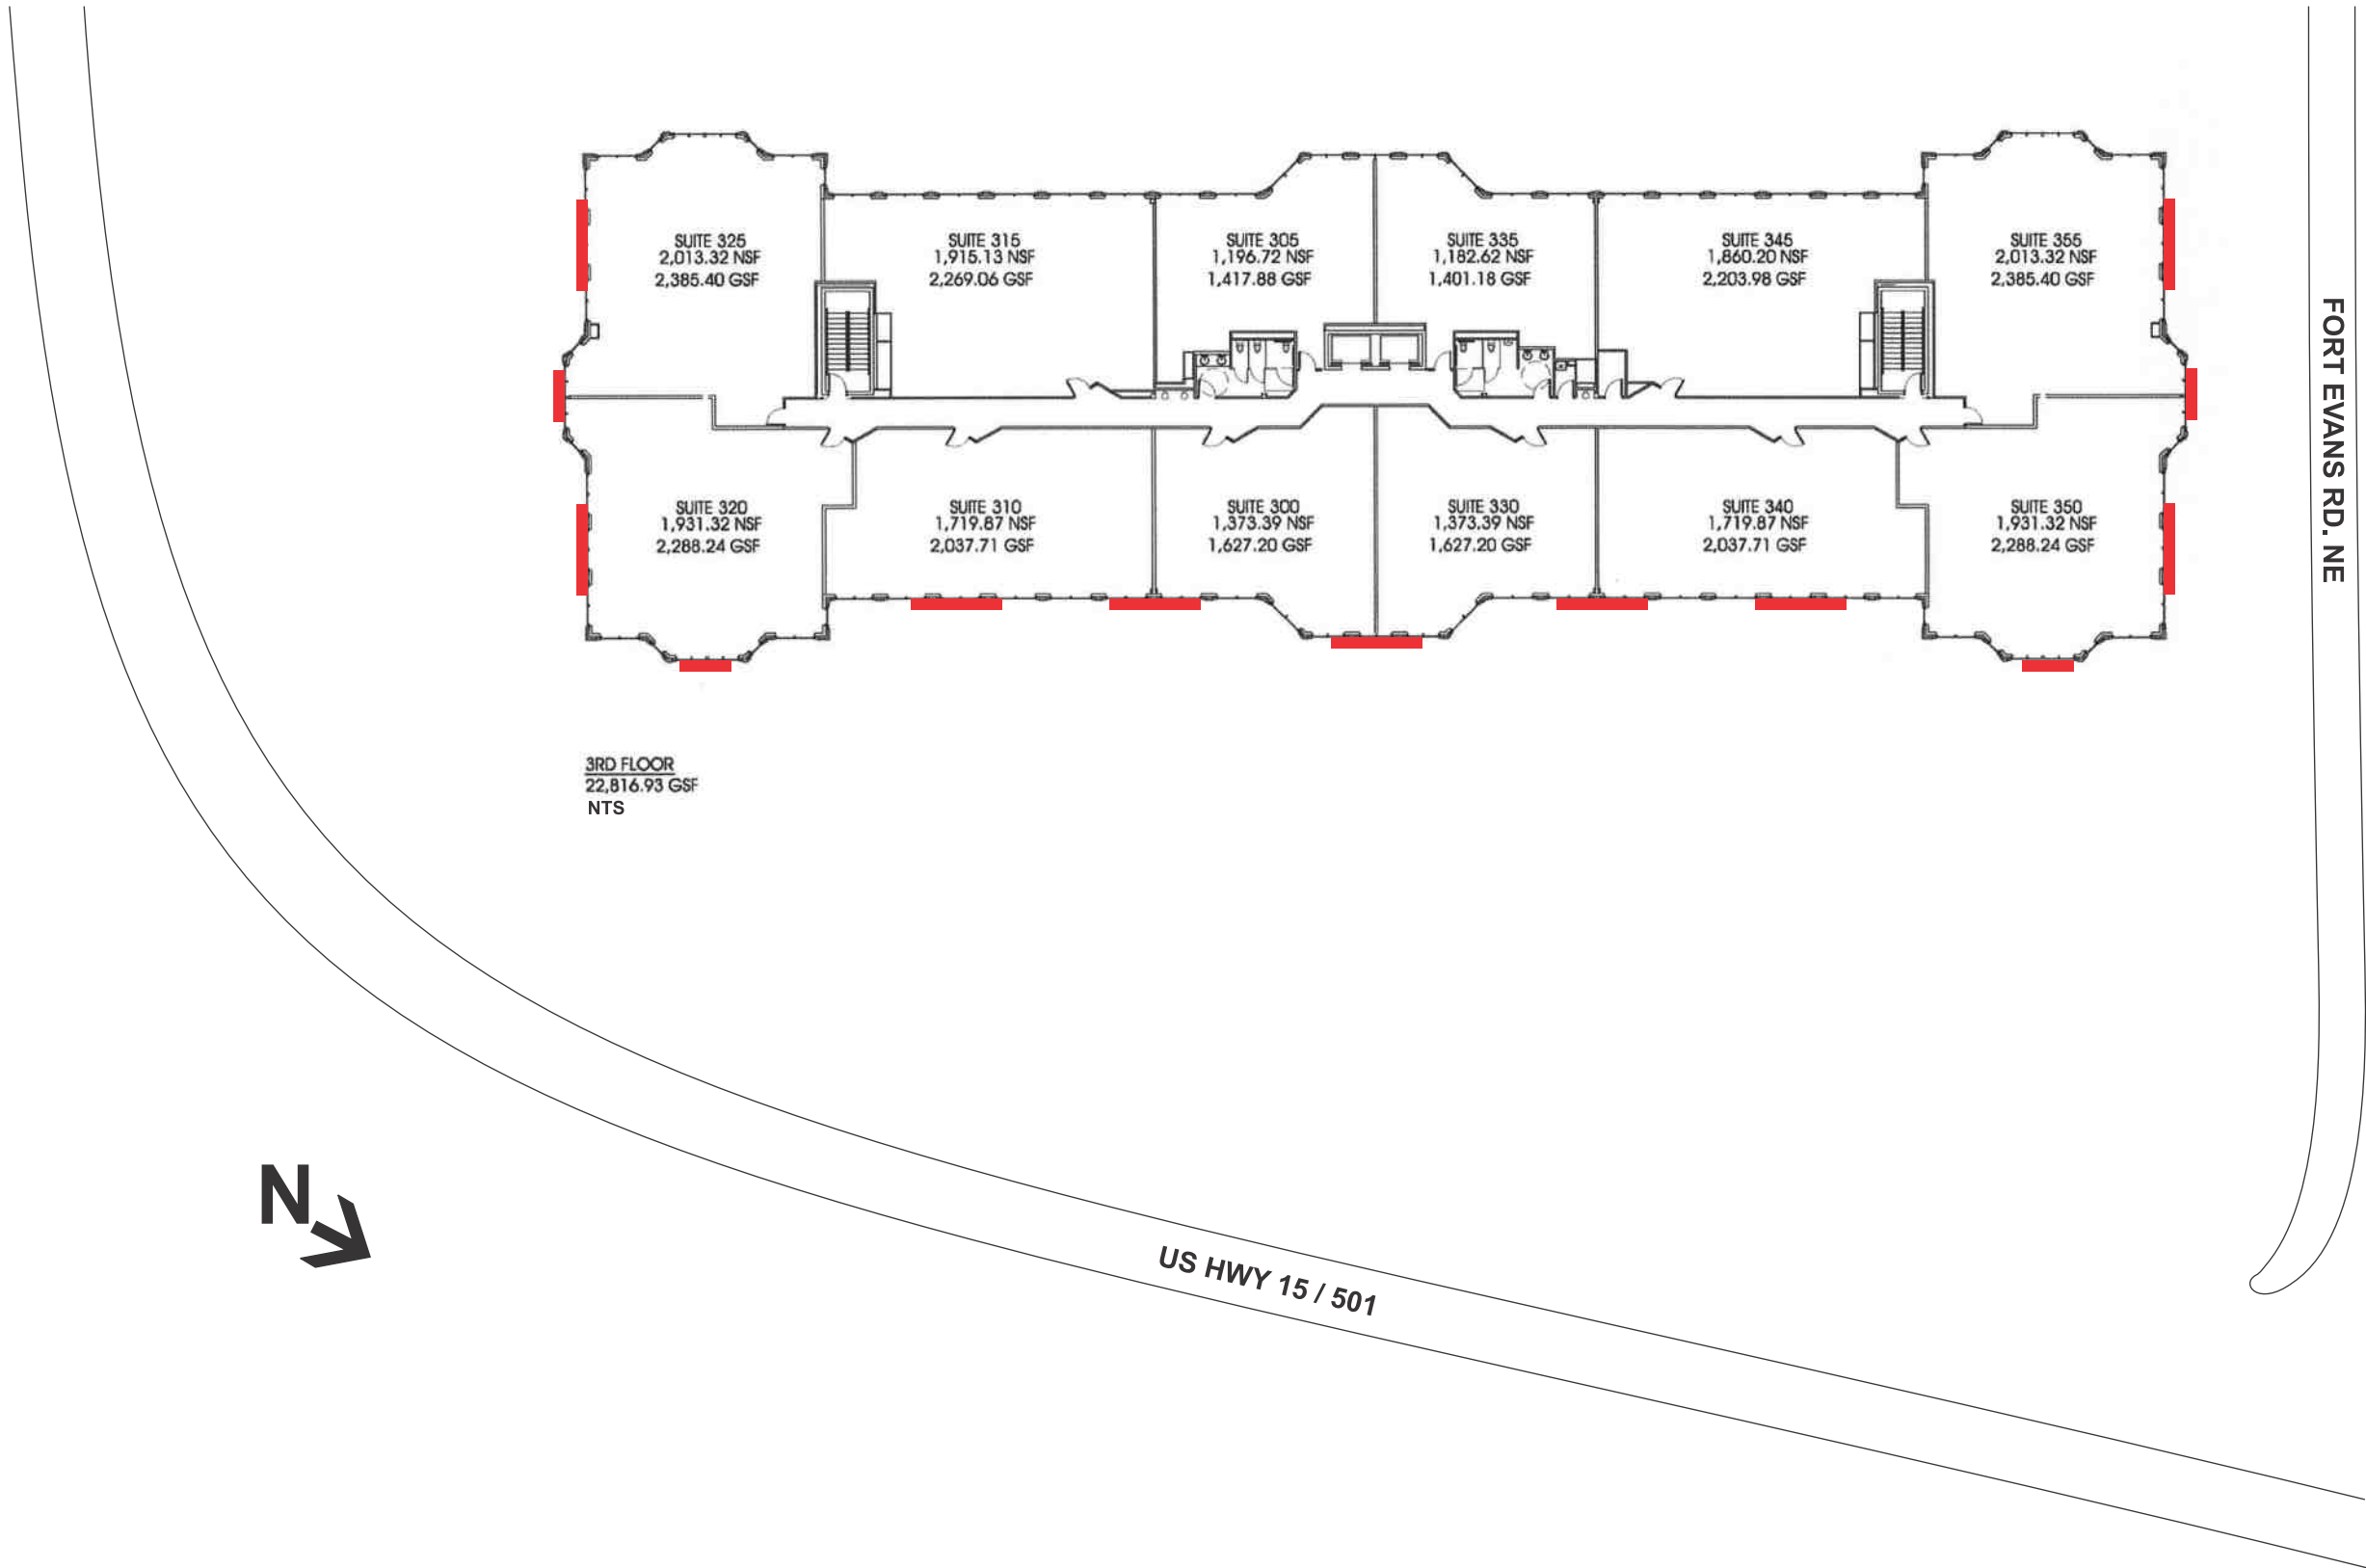 SUITE 325
2,013.32 NSF
2,385.40 GSF
SUITE 315
1,915.13 NSF
2,269.06 GSF
SUITE 305
1,196.72 NSF
1,417.88 GSF
SUITE 335
1,182.62 NSF
1,401.18 GSF
SUITE 345
1,860.20 NSF
2,203.98 GSF
SUITE 355
2,013.32 NSF
2,385.40 GSF
SUITE 320
1,931.32 NSF
2,288.24 GSF
SUITE 310
1,719.87 NSF
2,037.71 GSF
SUITE 300
1,373.39 NSF
1,627.20 GSF
SUITE 330
1,373.39 NSF
1,627.20 GSF
SUITE 340
1,719.87 NSF
2,037.71 GSF
SUITE 350
1,931.32 NSF
2,288.24 GSF
FORT EVANS RD. NE
3RD FLOOR
22,816.93 GSF
NTS
N
US HWY 15 / 501